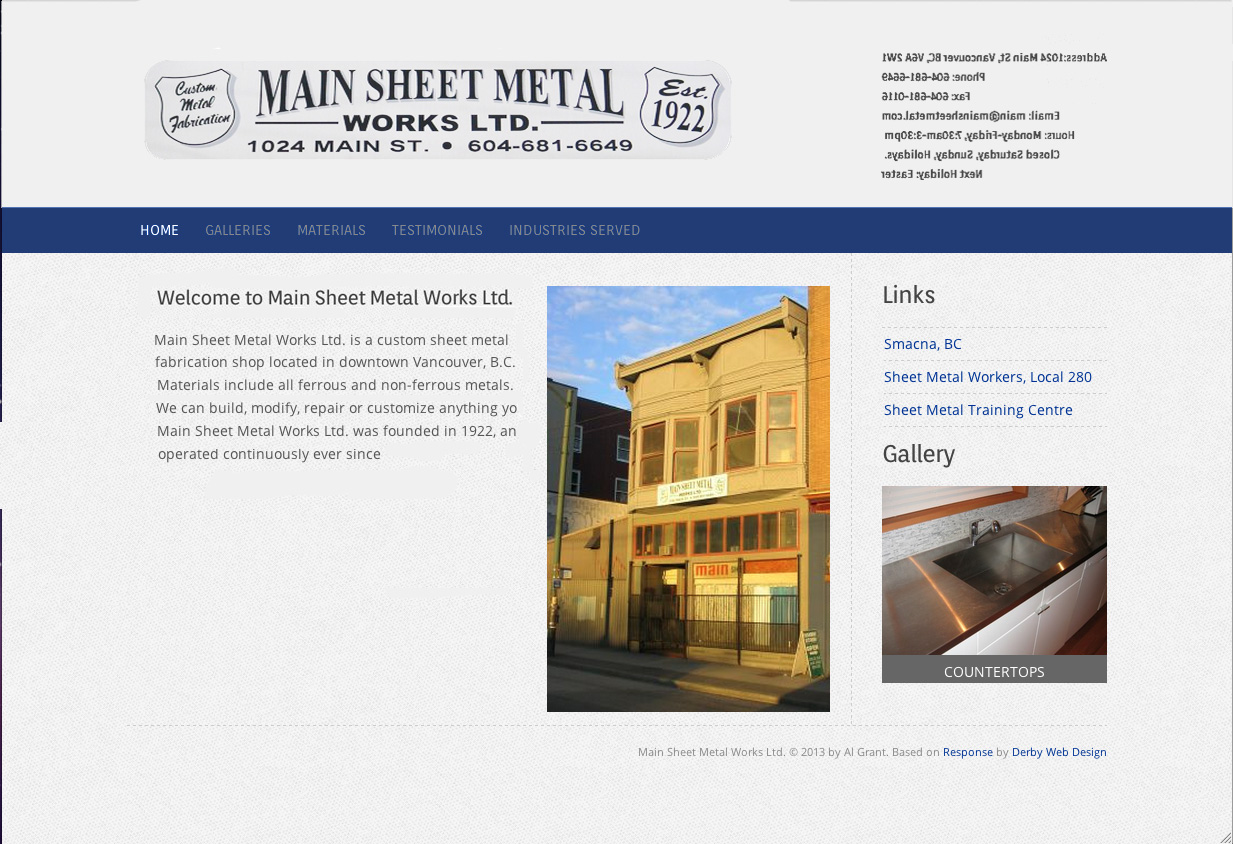 Custom
Metal
Fabrication
MAIN SHEET METAL
WORKS LTD.
1024 MAIN ST. • 604-681-6649
Est.
1922
Address:1024 Main St, Vancouver BC, V6A 2W1
Phone: 604-681-6649
Fax: 604-681-0116
Email: main@mainsheetmetal.com
Hours: Monday-Friday, 7:30am-3:30pm
Closed Saturday, Sunday, Holidays.
Next Holiday: Easter
HOME GALLERIES MATERIALS TESTIMONIALS INDUSTRIES SERVED
Welcome to Main Sheet Metal Works Ltd.
Main Sheet Metal Works Ltd. is a custom sheet metal
fabrication shop located in downtown Vancouver, B.C.
Materials include all ferrous and non-ferrous metals.
We can build, modify, repair or customize anything yo
Main Sheet Metal Works Ltd. was founded in 1922, an
operated continuously ever since
MAIN SHEET METAL
WORKS LTD.
main
Links
Smacna, BC
Sheet Metal Workers, Local 280
Sheet Metal Training Centre
Gallery
COUNTERTOPS
Main Sheet Metal Works Ltd. © 2013 by Al Grant. Based on Response by Derby Web Design